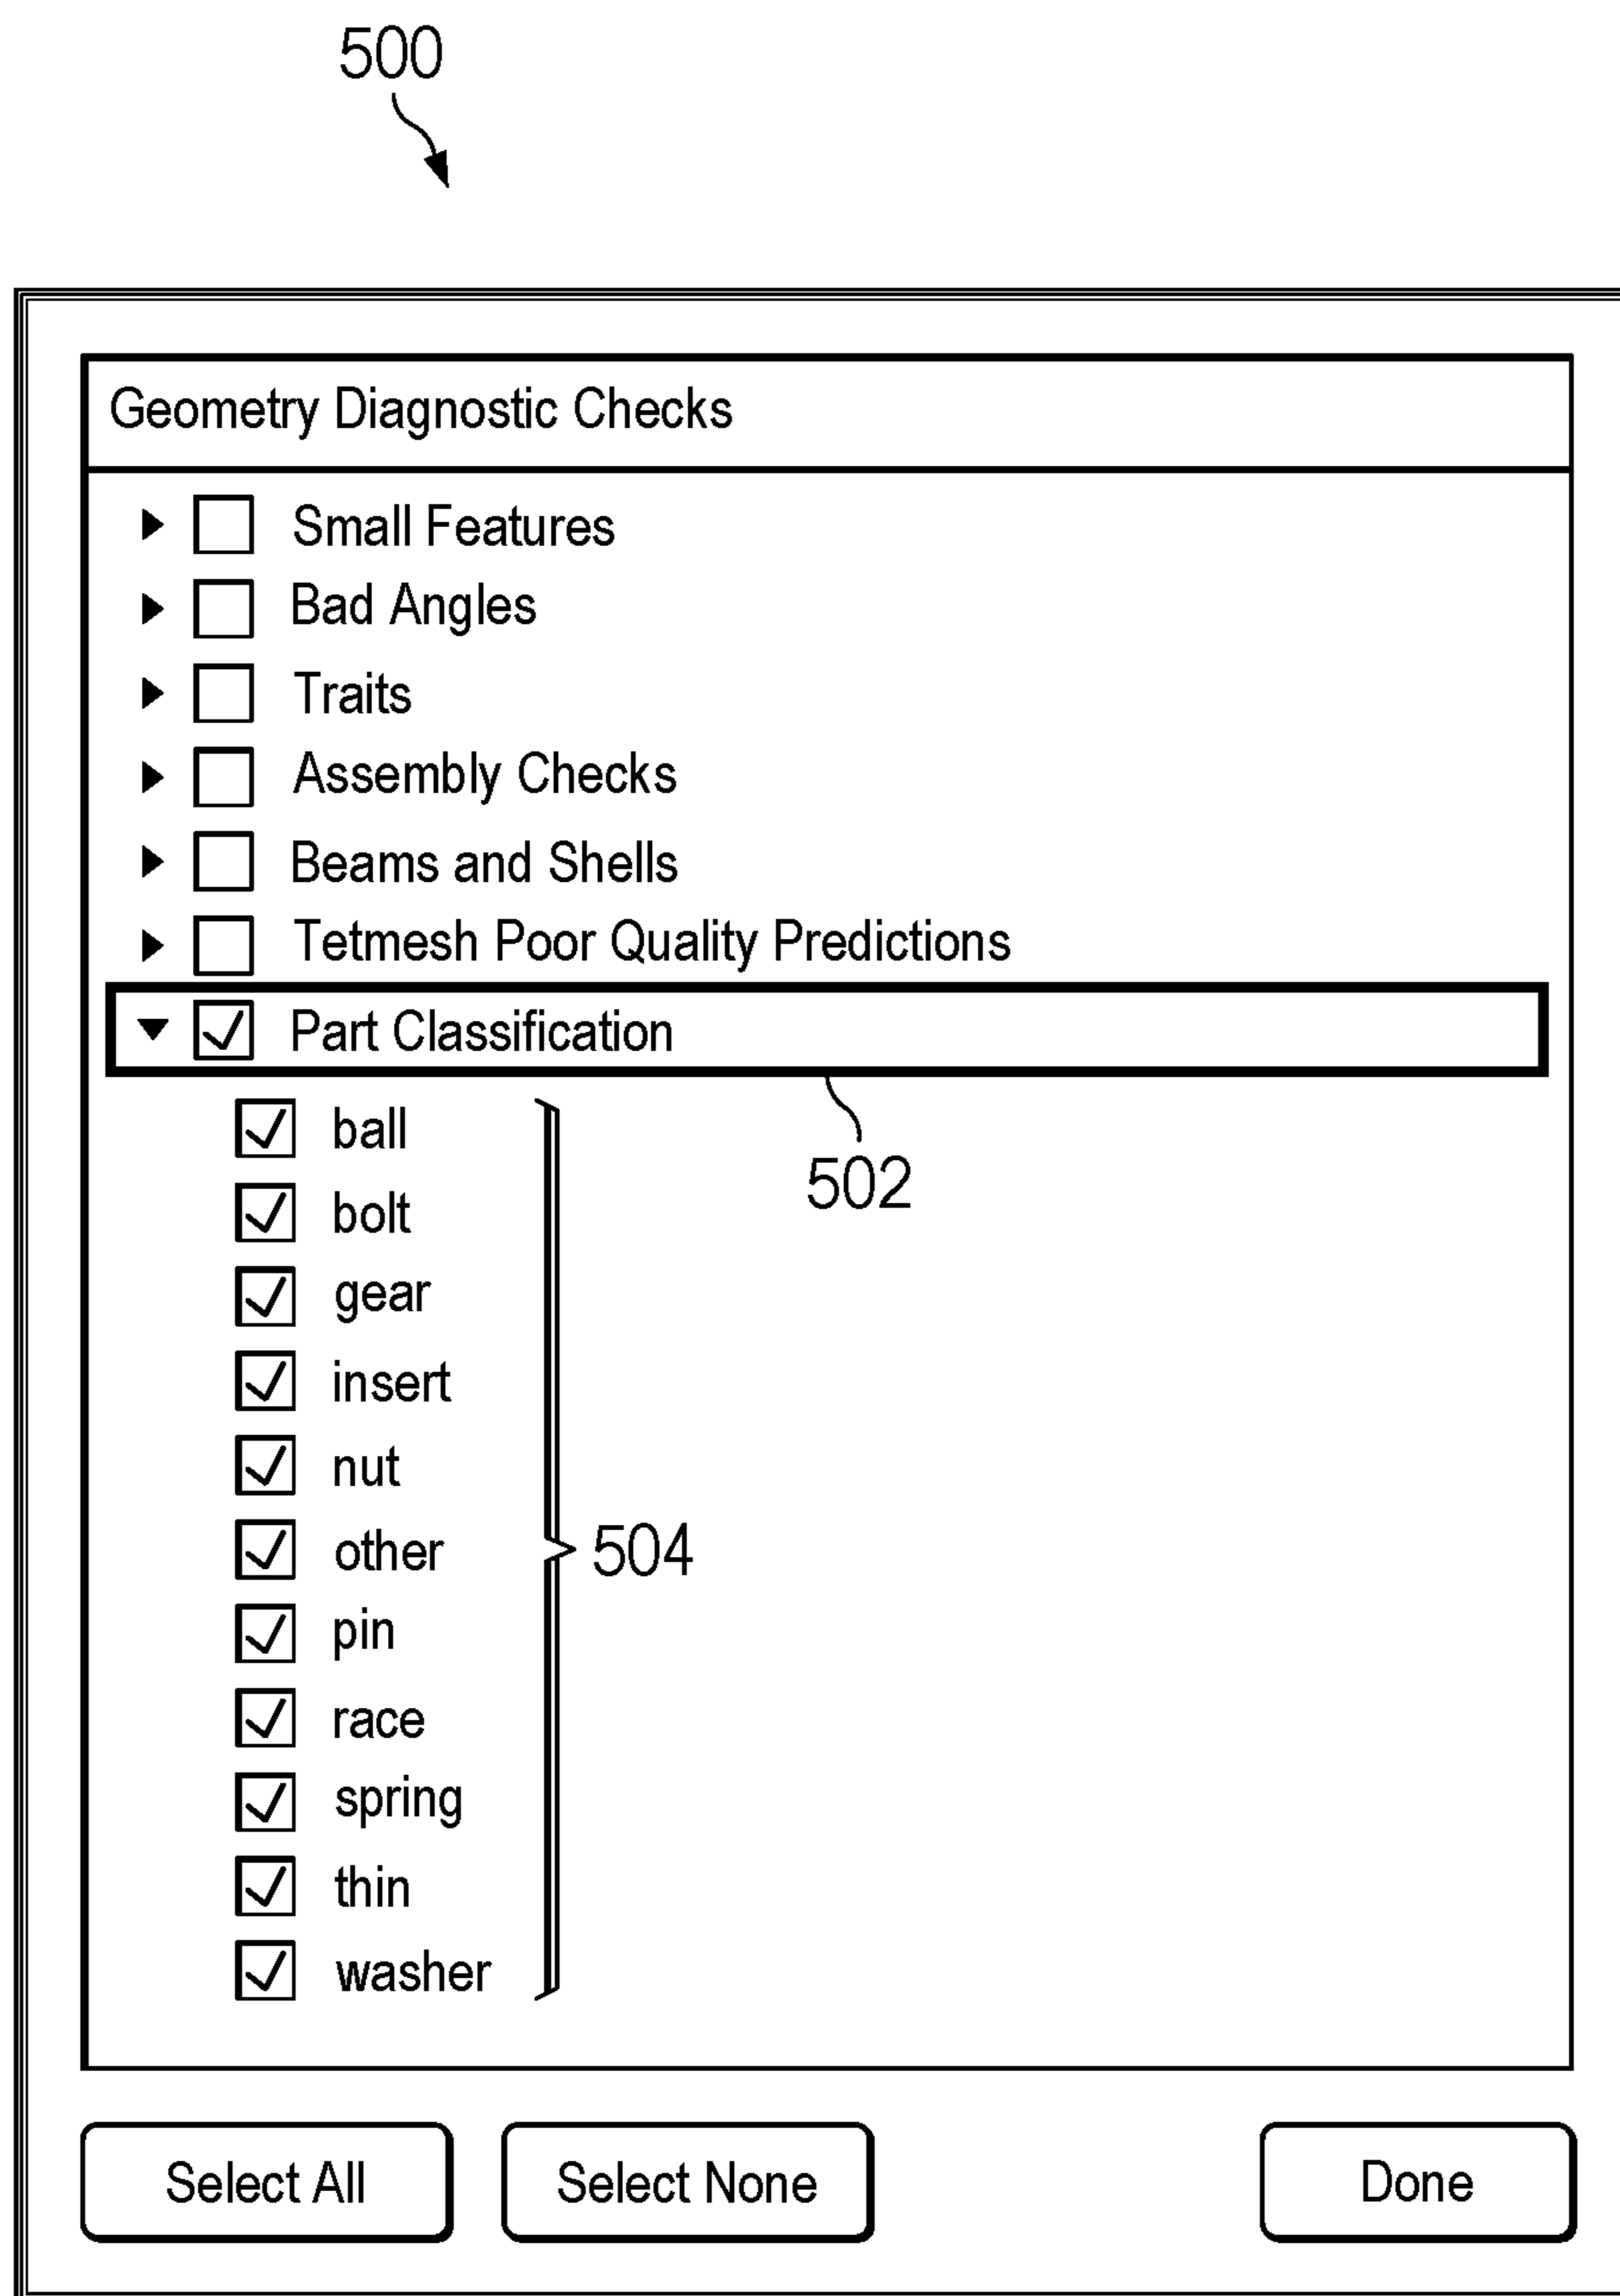 500
Geometry Diagnostic Checks
Small Features
Bad Angles
Traits
Assembly Checks
Beams and Shells
Tetmesh Poor Quality Predictions
Part Classification
502
ball
bolt
gear
insert
nut
other
504
pin
race
spring
thin
washer
Select All Select None Done